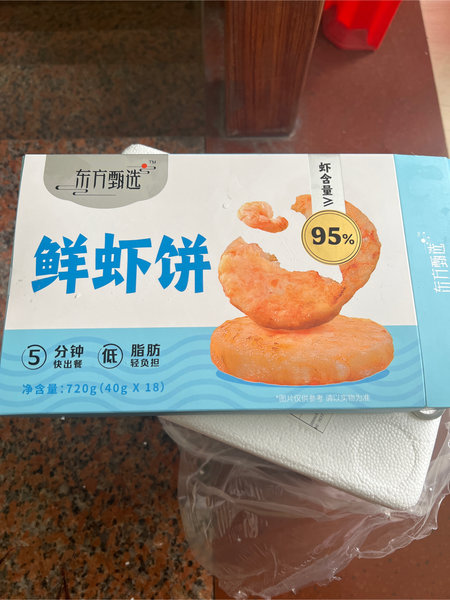 东方甄选
TM
虾含量≥
95%
鲜虾饼
5 分钟 快出餐
低 脂肪 轻负担
净含量:720g(40g X 18)
*图片仅供参考 请以实物为准
东方甄选